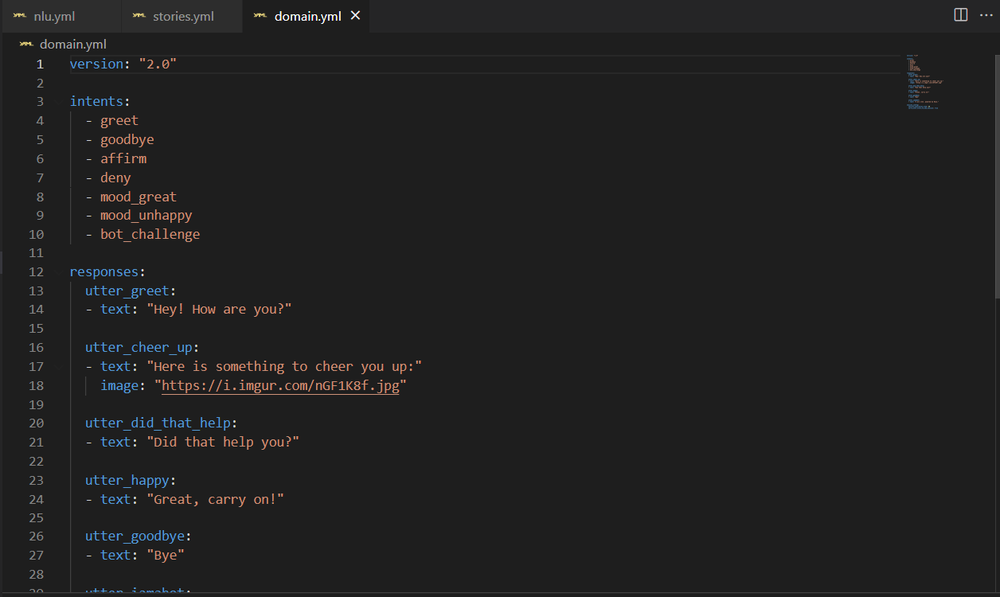 nlu.yml stories.yml domain.yml
domain.yml
1 version: "2.0"
2
3 intents:
4   - greet
5   - goodbye
6   - affirm
7   - deny
8   - mood_great
9   - mood_unhappy
10   - bot_challenge
11
12 responses:
13   utter_greet:
14   - text: "Hey! How are you?"
15
16   utter_cheer_up:
17   - text: "Here is something to cheer you up:"
18     image: "https://i.imgur.com/nGF1K8f.jpg"
19
20   utter_did_that_help:
21   - text: "Did that help you?"
22
23   utter_happy:
24   - text: "Great, carry on!"
25
26   utter_goodbye:
27   - text: "Bye"
28
29   utter_iamabot: